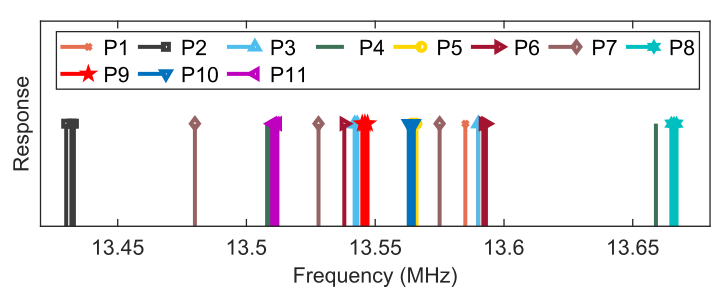 P1 P2 P3 P4 P5 P6 P7 P8
P9 P10 P11
Response
13.45 13.5 13.55 13.6 13.65
Frequency (MHz)